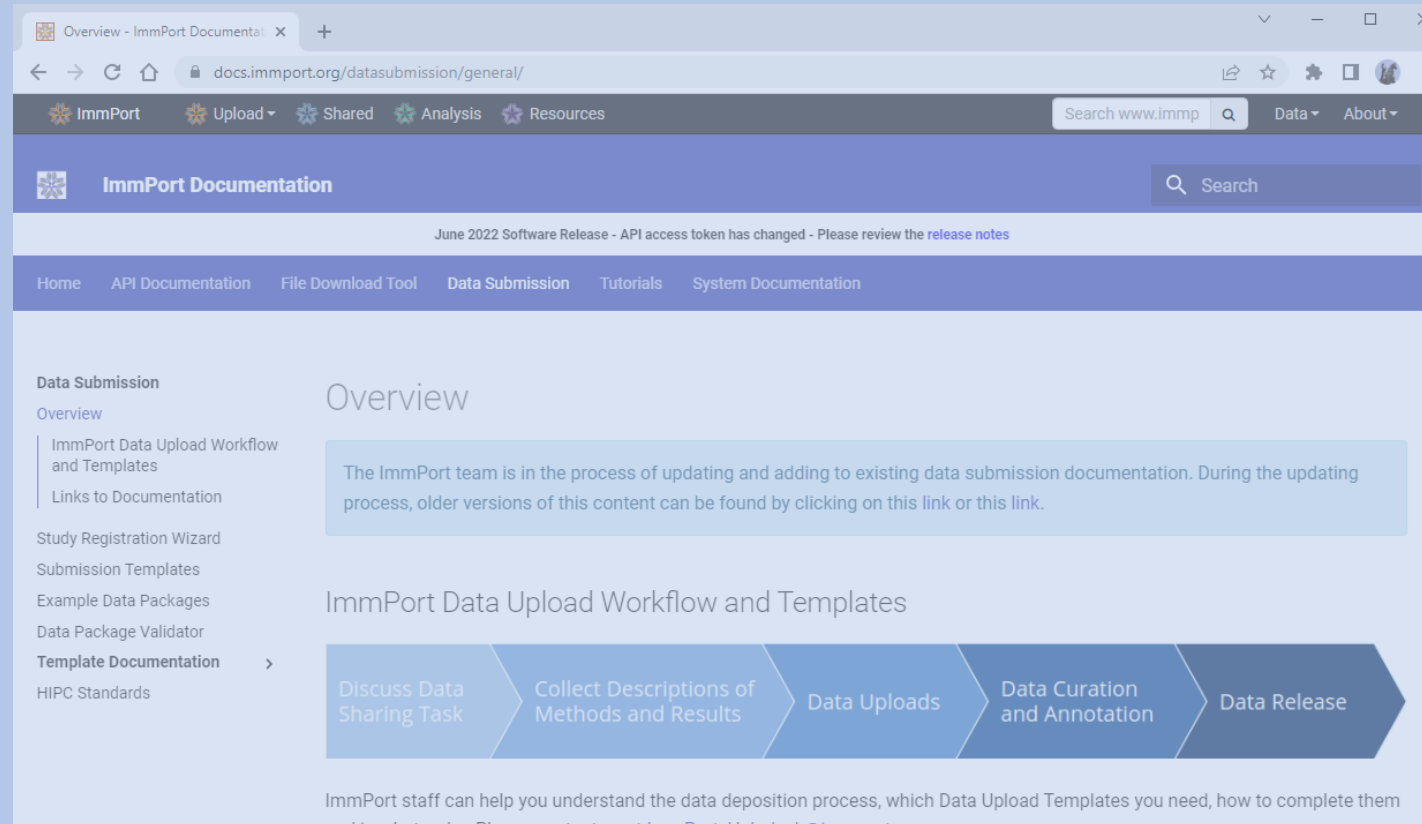 Overview - ImmPort Documentat
docs.immport.org/datasubmission/general/
ImmPort Upload Shared Analysis Resources Search www.immp Data About
ImmPort Documentation Search
June 2022 Software Release - API access token has changed - Please review the release notes
Home API Documentation File Download Tool Data Submission Tutorials System Documentation
Data Submission
Overview
ImmPort Data Upload Workflow
and Templates
Links to Documentation
Study Registration Wizard
Submission Templates
Example Data Packages
Data Package Validator
Template Documentation
HIPC Standards
Overview
The ImmPort team is in the process of updating and adding to existing data submission documentation. During the updating
process, older versions of this content can be found by clicking on this link or this link.
ImmPort Data Upload Workflow and Templates
Discuss Data
Sharing Task
Collect Descriptions of
Methods and Results
Data Uploads
Data Curation
and Annotation
Data Release
ImmPort staff can help you understand the data deposition process, which Data Upload Templates you need, how to complete them